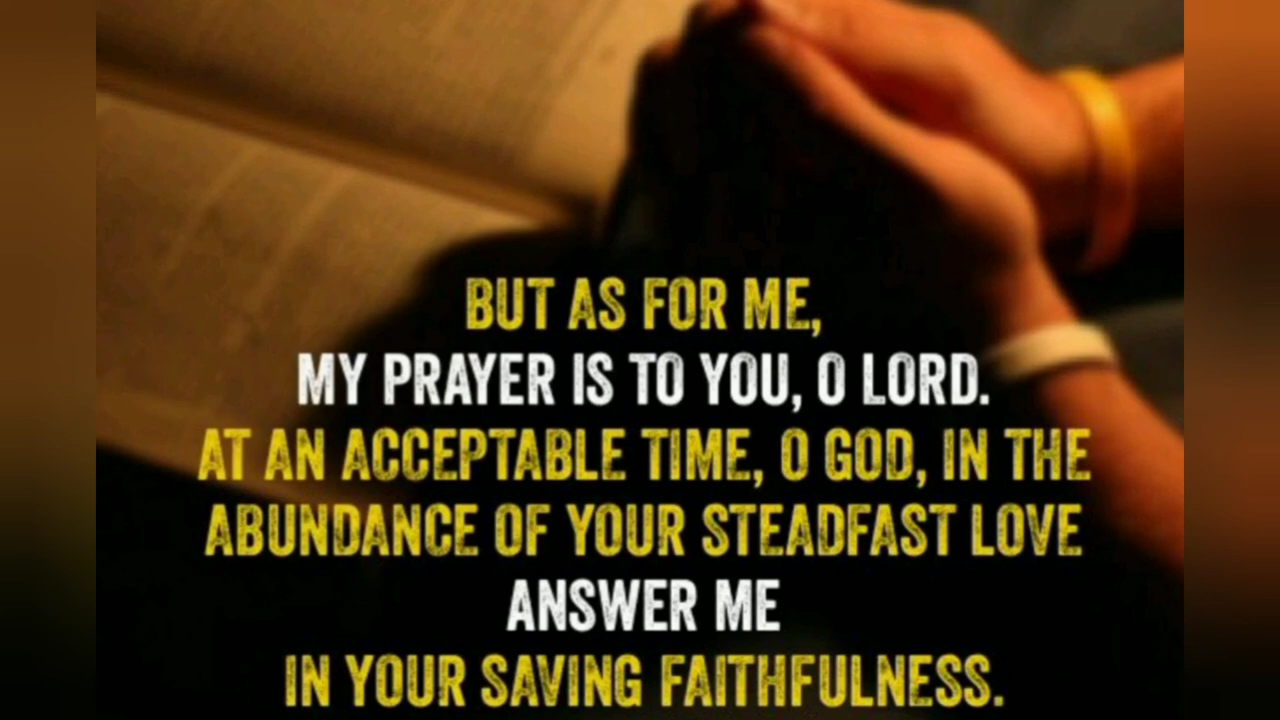 BUT AS FOR ME,
MY PRAYER IS TO YOU, O LORD.
AT AN ACCEPTABLE TIME, O GOD, IN THE
ABUNDANCE OF YOUR STEADFAST LOVE
ANSWER ME
IN YOUR SAVING FAITHFULNESS.